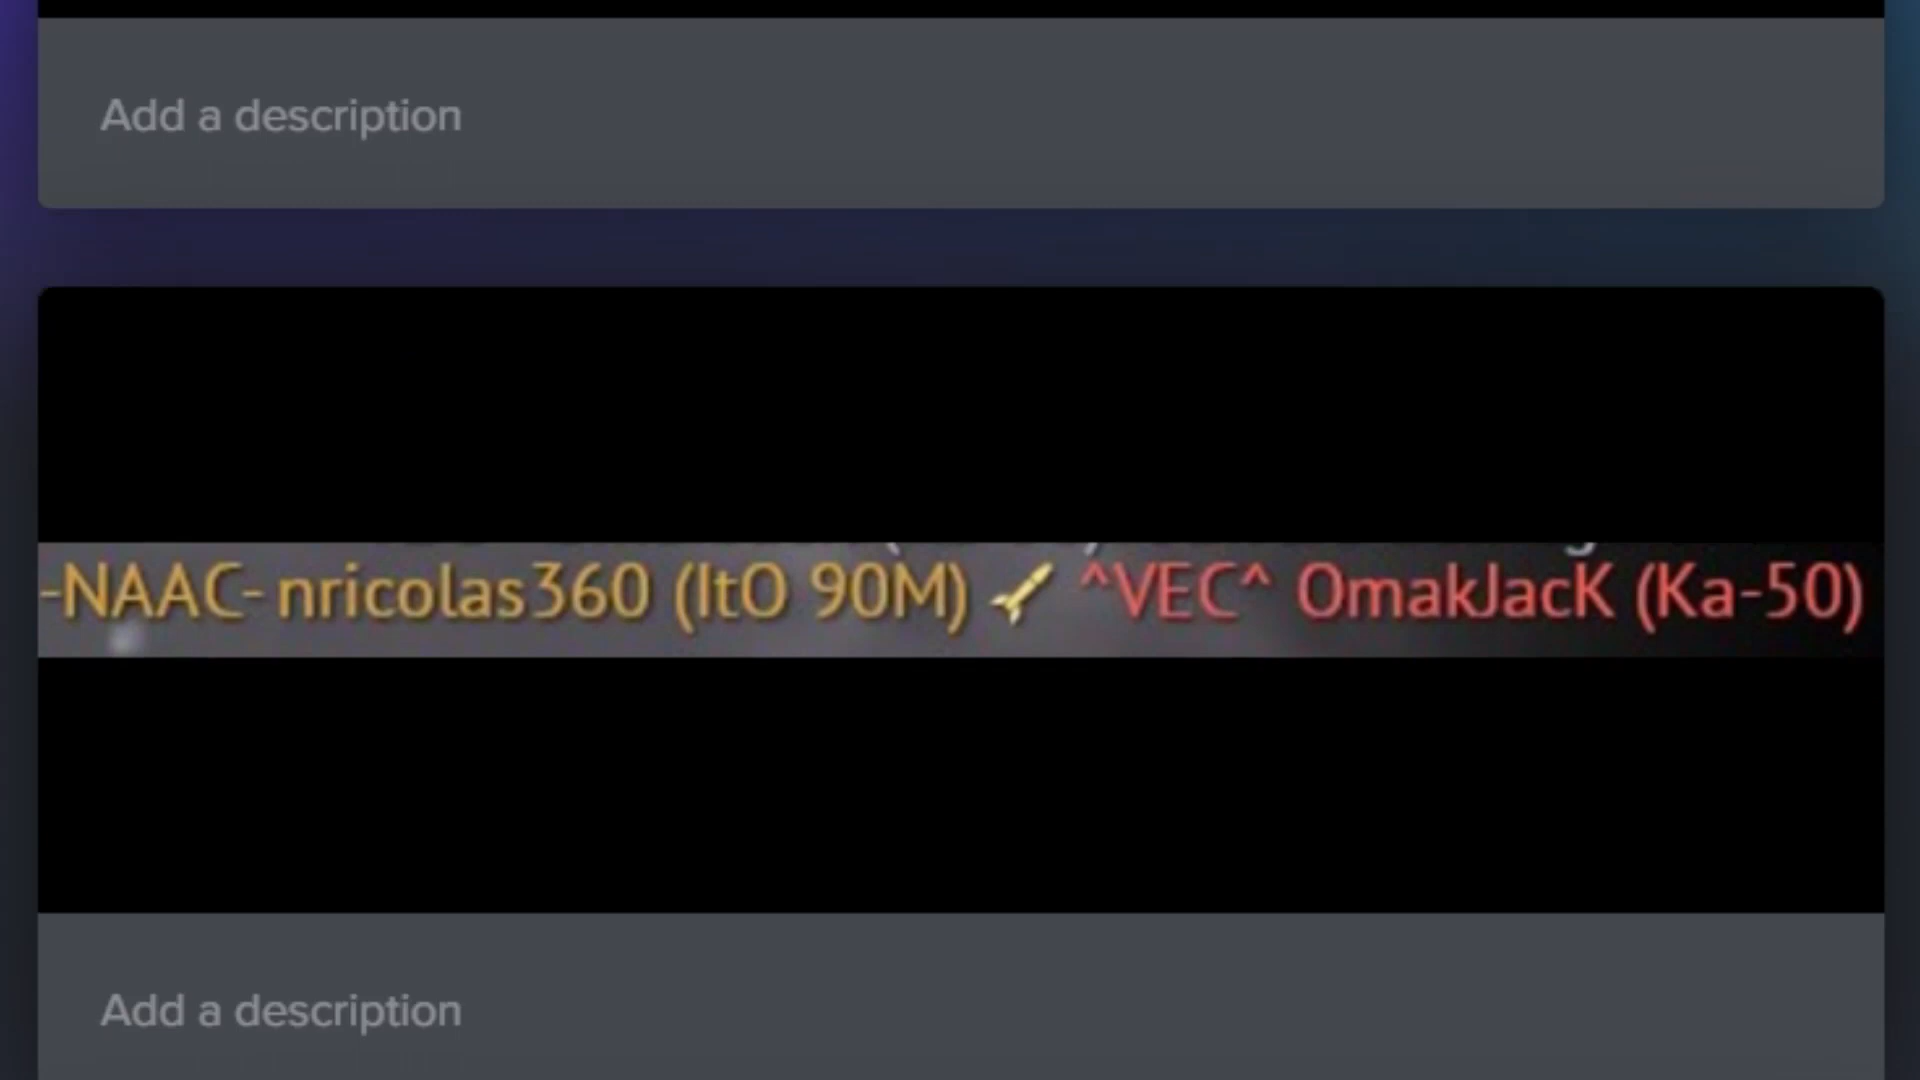 Add a description
-NAAC- nricolas360 (ItO 90M) ^VEC^ OmakJacK (Ka-50)
Add a description